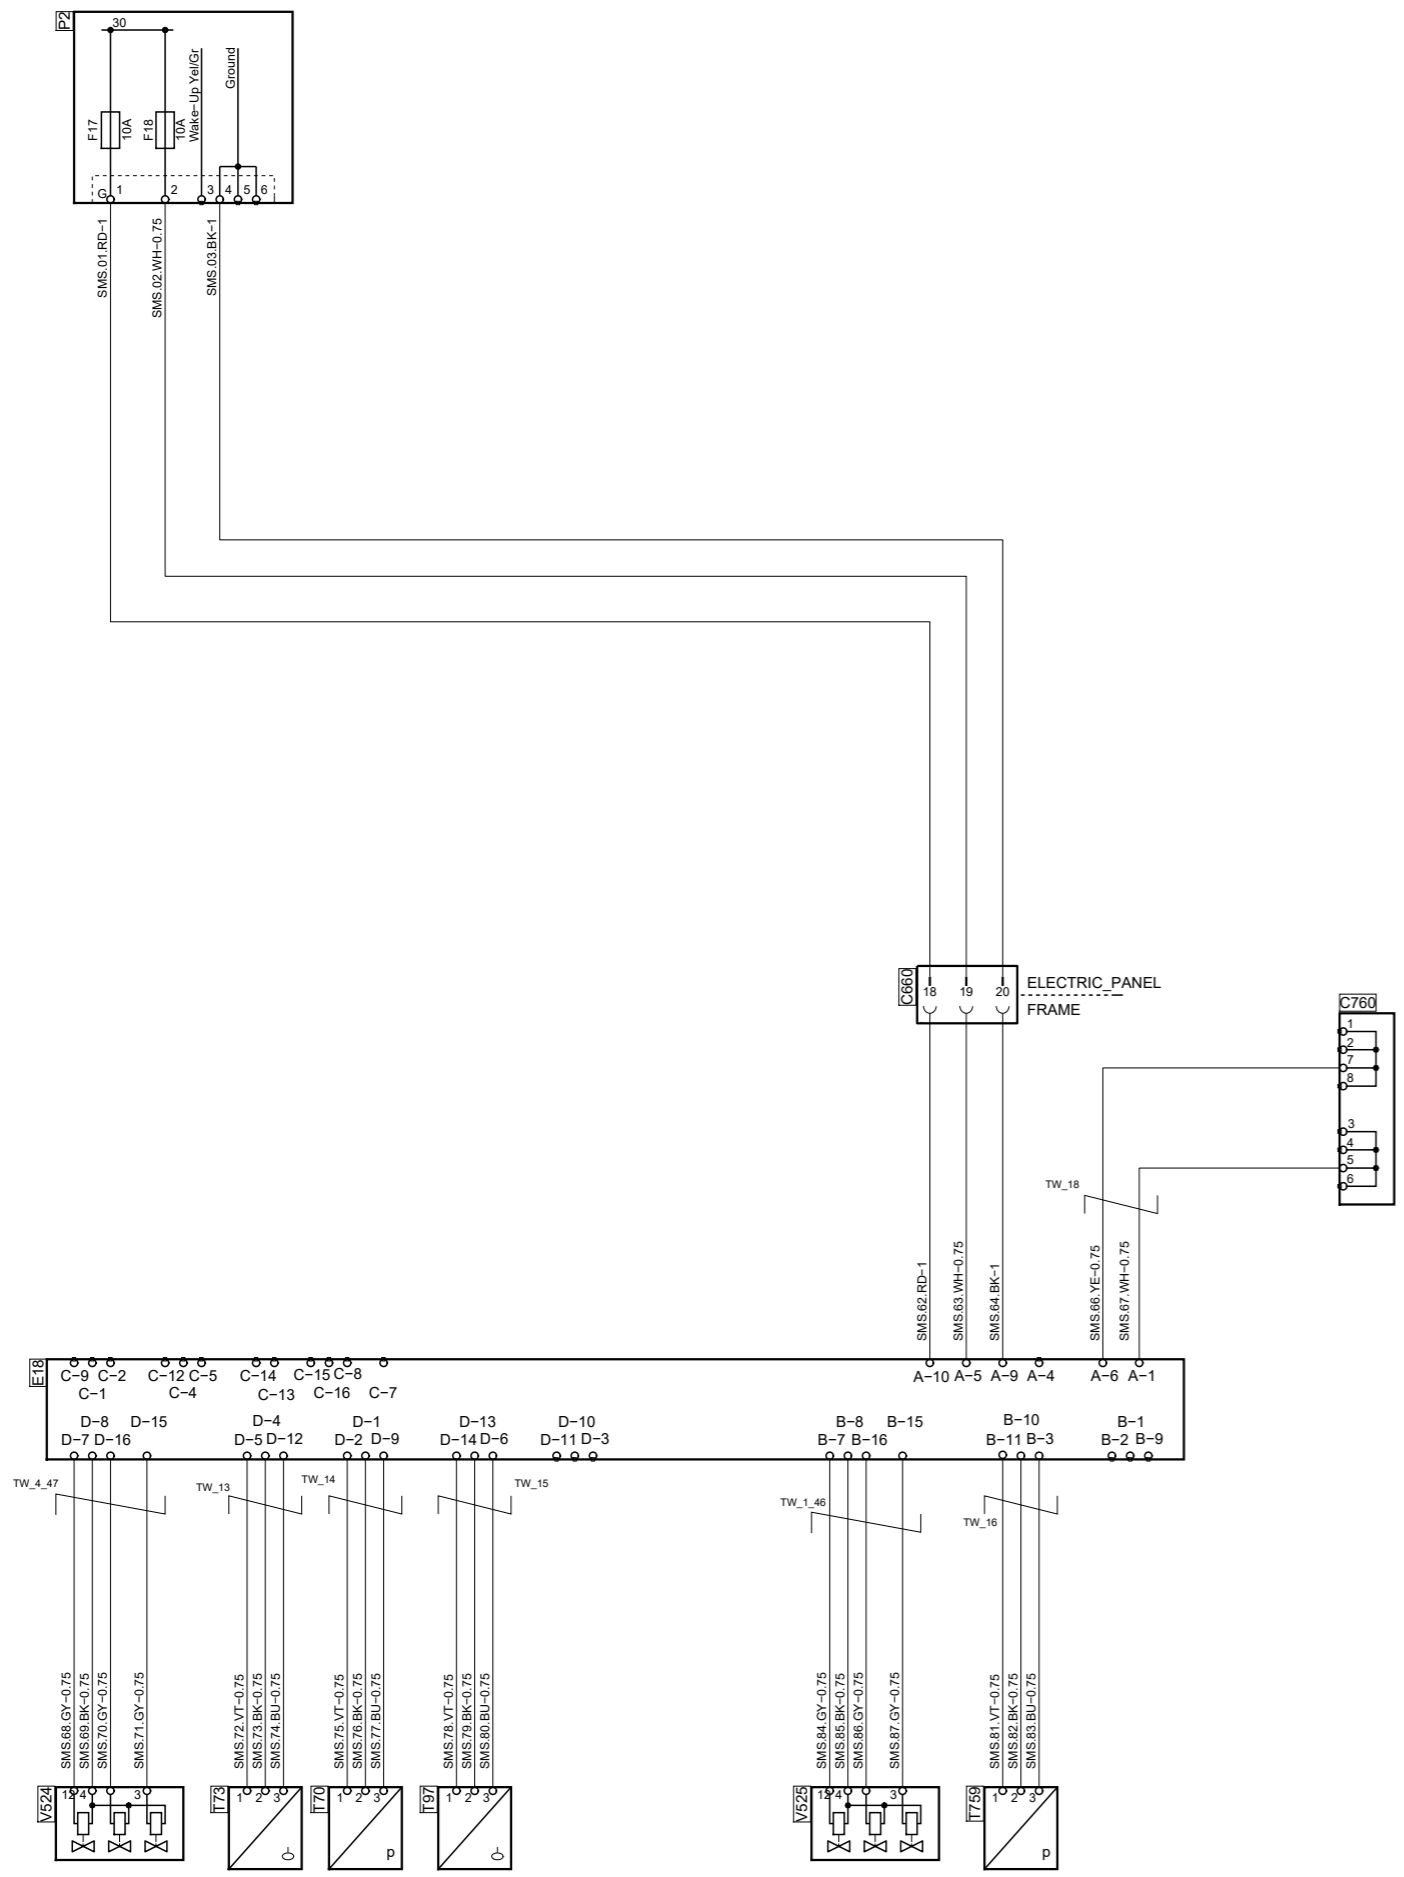 P2
30
F17
10A
F18
10A
Wake-Up Yel/Gr
Ground
G 1 2 3 4 5 6
SMS.01.RD-1
SMS.02.WH-0.75
SMS.03.BK-1
C660
18 19 20
ELECTRIC_PANEL
FRAME
C760
1
2
7
8
3
4
5
6
TW_18
SMS.62.RD-1
SMS.63.WH-0.75
SMS.64.BK-1
SMS.66.YE-0.75
SMS.67.WH-0.75
E18
C-9 C-2 C-12 C-5 C-14 C-15 C-8 A-10 A-5 A-9 A-4 A-6 A-1
C-1 C-4 C-13 C-16 C-7
D-8 D-15 D-4 D-1 D-13 D-10 B-8 B-15 B-10 B-1
D-7 D-16 D-5 D-12 D-2 D-9 D-14 D-6 D-11 D-3 B-7 B-16 B-11 B-3 B-2 B-9
TW_4_47
TW_13
TW_14
TW_15
TW_1_46
TW_16
SMS.68.GY-0.75
SMS.69.BK-0.75
SMS.70.GY-0.75
SMS.71.GY-0.75
SMS.72.VT-0.75
SMS.73.BK-0.75
SMS.74.BU-0.75
SMS.75.VT-0.75
SMS.76.BK-0.75
SMS.77.BU-0.75
SMS.78.VT-0.75
SMS.79.BK-0.75
SMS.80.BU-0.75
SMS.84.GY-0.75
SMS.85.BK-0.75
SMS.86.GY-0.75
SMS.87.GY-0.75
SMS.81.VT-0.75
SMS.82.BK-0.75
SMS.83.BU-0.75
V524
1 2 4 3
T73
1 2 3
T70
1 2 3
p
T97
1 2 3
V525
1 2 4 3
T759
1 2 3
p